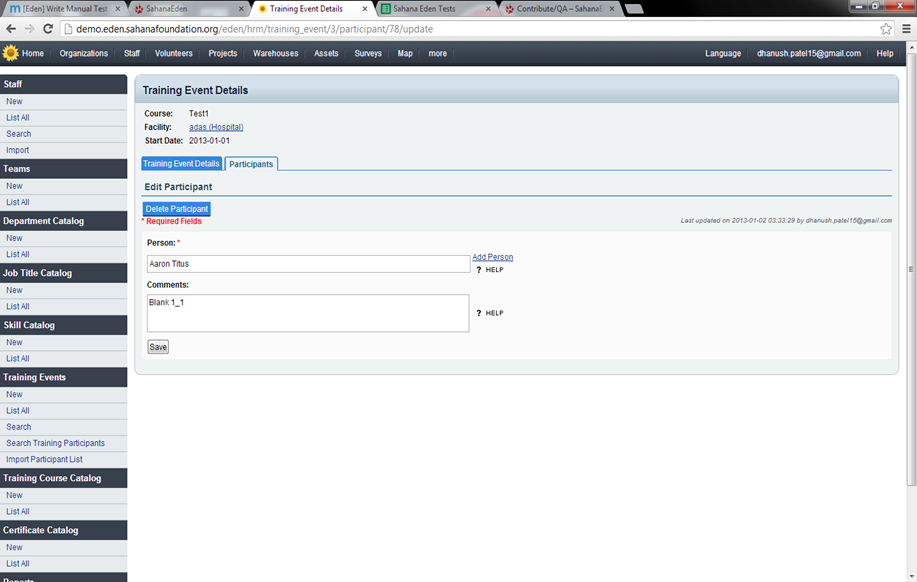 [Eden] Write Manual Test
SahanaEden
Training Event Details
Sahana Eden Tests
Contribute/QA – Sahana
demo.eden.sahanafoundation.org/eden/hrm/training_event/3/participant/78/update
Home Organizations Staff Volunteers Projects Warehouses Assets Surveys Map more Language dhanush.patel15@gmail.com Help
Staff
New
List All
Search
Import
Teams
New
List All
Department Catalog
New
List All
Job Title Catalog
New
List All
Skill Catalog
New
List All
Training Events
New
List All
Search
Search Training Participants
Import Participant List
Training Course Catalog
New
List All
Certificate Catalog
New
List All
Reports
Training Event Details
Course: Test1
Facility: adas (Hospital)
Start Date: 2013-01-01
Training Event Details Participants
Edit Participant
Delete Participant
* Required Fields
Last updated on 2013-01-02 03:33:29 by dhanush.patel15@gmail.com
Person: *
Aaron Titus
Add Person
? HELP
Comments:
Blank 1_1
? HELP
Save